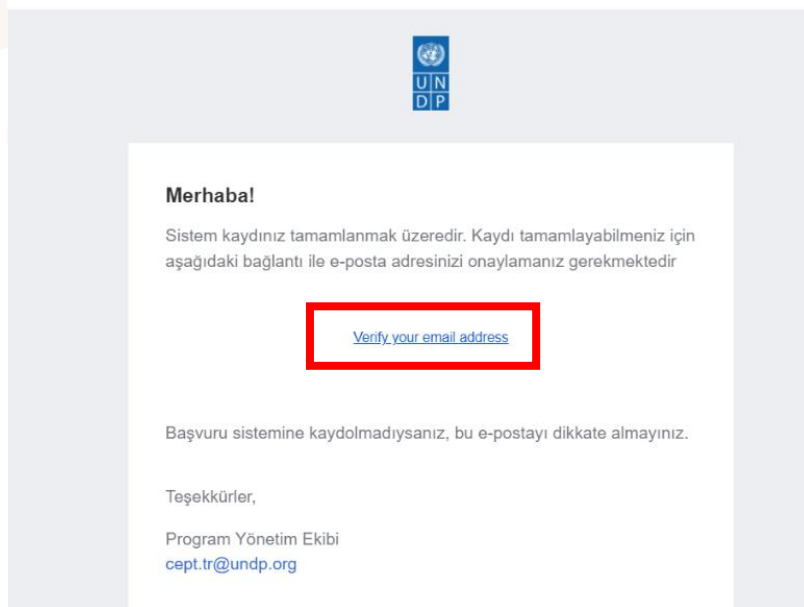 U N
D P
Merhaba!
Sistem kaydınız tamamlanmak üzeredir. Kaydı tamamlayabilmeniz için
aşağıdaki bağlantı ile e-posta adresinizi onaylamanız gerekmektedir
Verify your email address
Başvuru sistemine kaydolmadıysanız, bu e-postayı dikkate almayınız.
Teşekkürler,
Program Yönetim Ekibi
cept.tr@undp.org